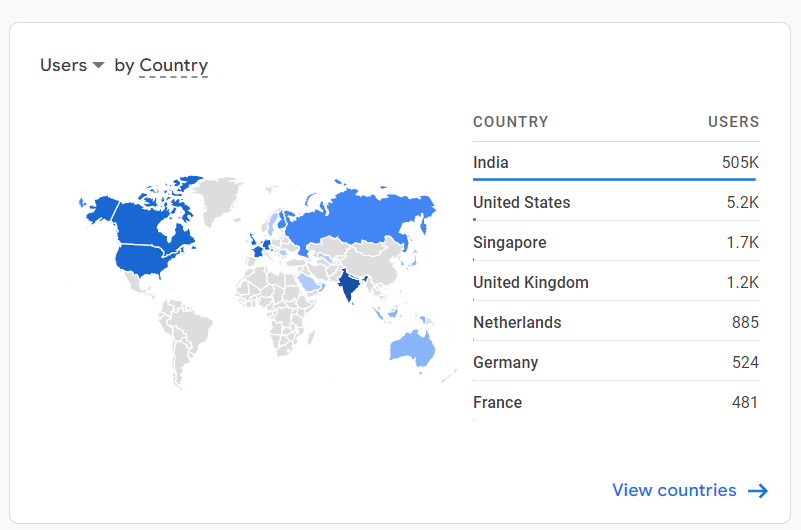 Users by Country
COUNTRY USERS
India 505K
United States 5.2K
Singapore 1.7K
United Kingdom 1.2K
Netherlands 885
Germany 524
France 481
View countries